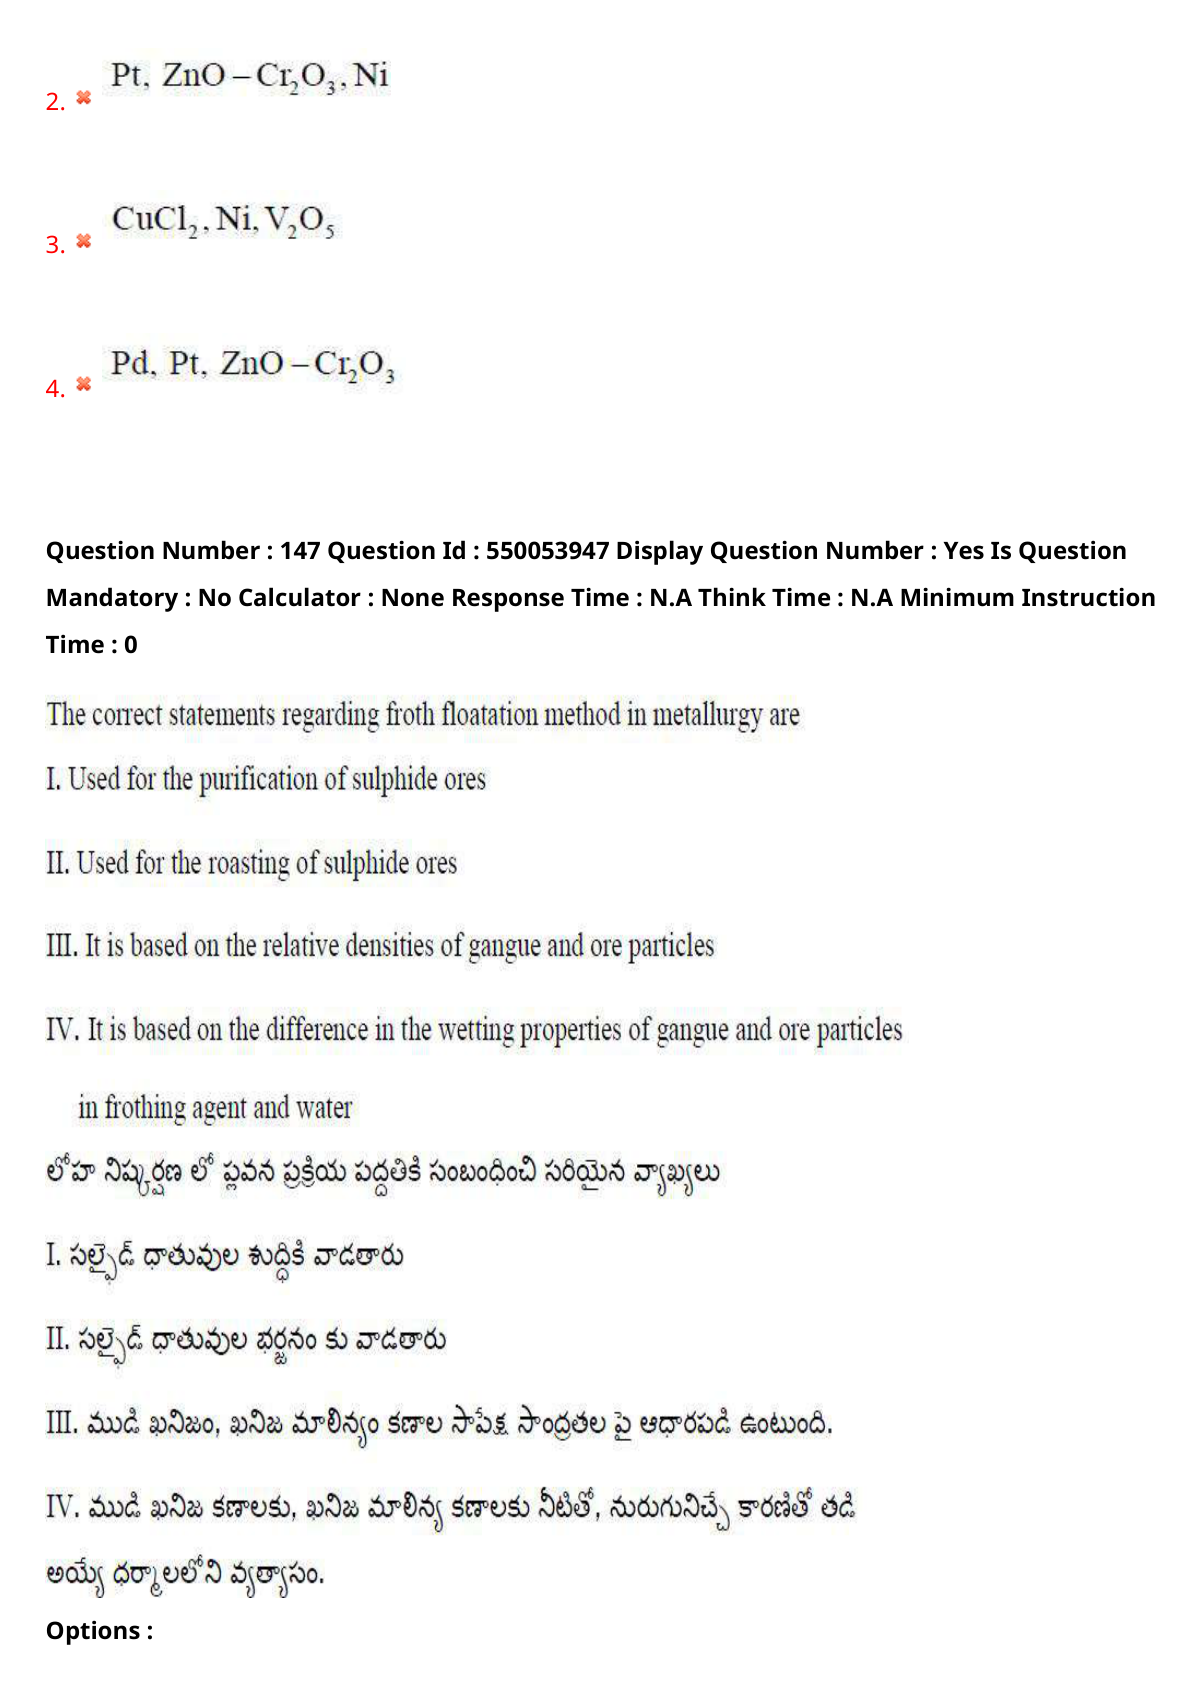 2. Pt, ZnO – Cr₂O₃, Ni
3. CuCl₂, Ni, V₂O₅
4. Pd, Pt, ZnO – Cr₂O₃
Question Number : 147 Question Id : 550053947 Display Question Number : Yes Is Question
Mandatory : No Calculator : None Response Time : N.A Think Time : N.A Minimum Instruction
Time : 0
The correct statements regarding froth floatation method in metallurgy are
I. Used for the purification of sulphide ores
II. Used for the roasting of sulphide ores
III. It is based on the relative densities of gangue and ore particles
IV. It is based on the difference in the wetting properties of gangue and ore particles
in frothing agent and water
లోహ నిష్కర్షణ లో ప్లవన ప్రక్రియ పద్దతికి సంబంధించి సరియైన వ్యాఖ్యలు
I. సల్ఫైడ్ ధాతువుల శుద్ధికి వాడతారు
II. సల్ఫైడ్ ధాతువుల భర్జనం కు వాడతారు
III. ముడి ఖనిజం, ఖనిజ మాలిన్యం కణాల సాపేక్ష సాంద్రతల పై ఆధారపడి ఉంటుంది.
IV. ముడి ఖనిజ కణాలకు, ఖనిజ మాలిన్య కణాలకు నీటితో, నురుగునిచ్చే కారణితో తడి
అయ్యే ధర్మాలలోని వ్యత్యాసం.
Options :